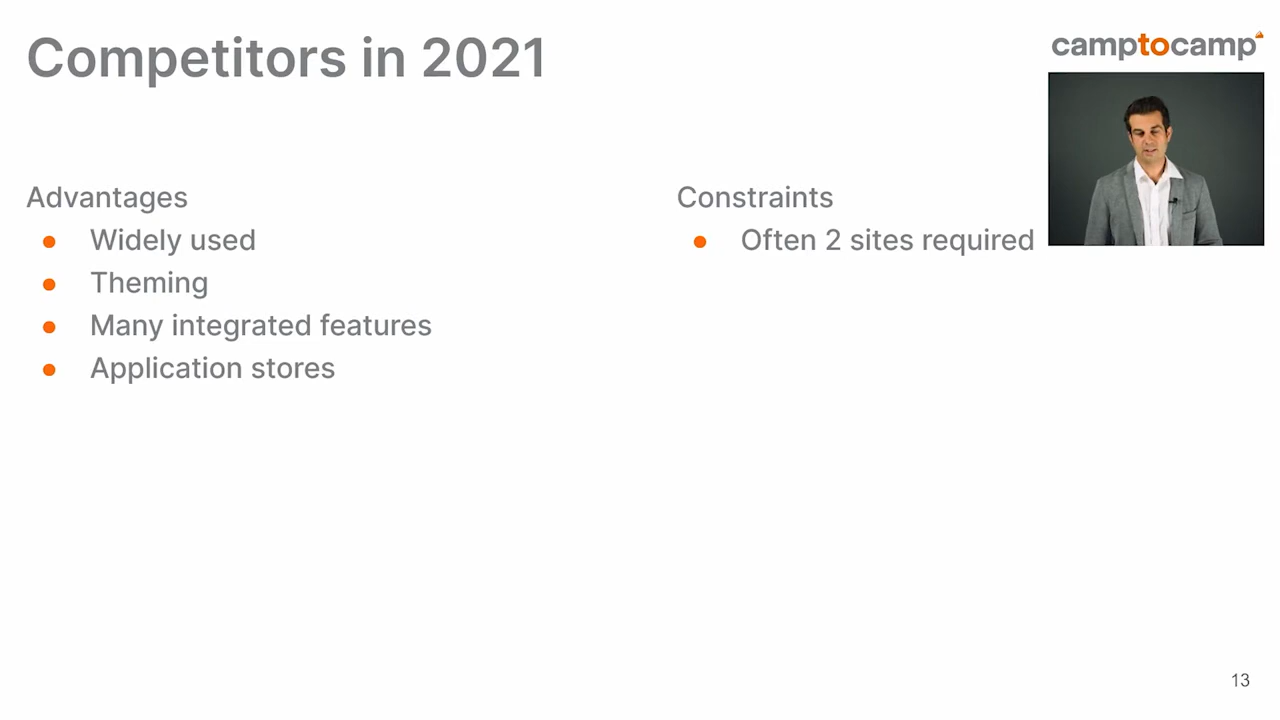 Competitors in 2021
camptocamp
Advantages
Widely used
Theming
Many integrated features
Application stores
Constraints
Often 2 sites required
13